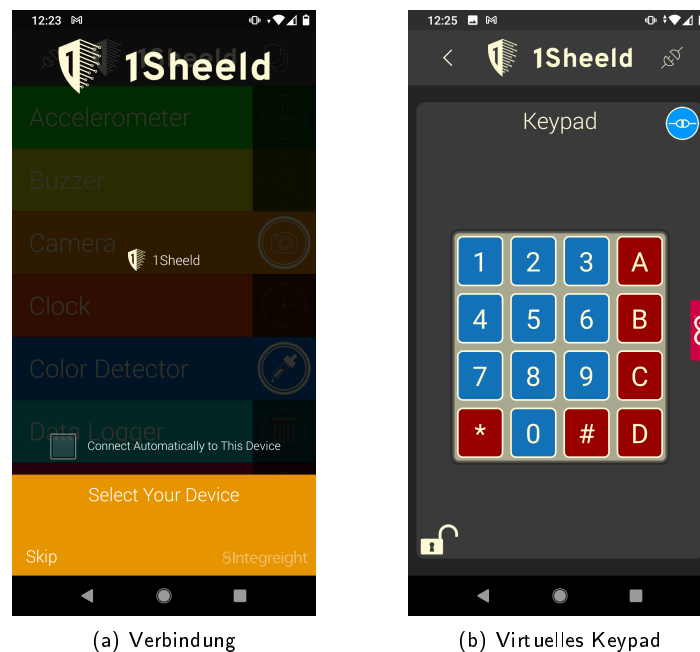 12:23
1Sheeld
Accelerometer
Buzzer
Camera
1Sheeld
Clock
Color Detector
Data Logger
Connect Automatically to This Device
Select Your Device
Skip
Integreight
(a) Verbindung
12:25
1Sheeld
Keypad
1 2 3 A
4 5 6 B
7 8 9 C
* 0 # D
(b) Virtuelles Keypad